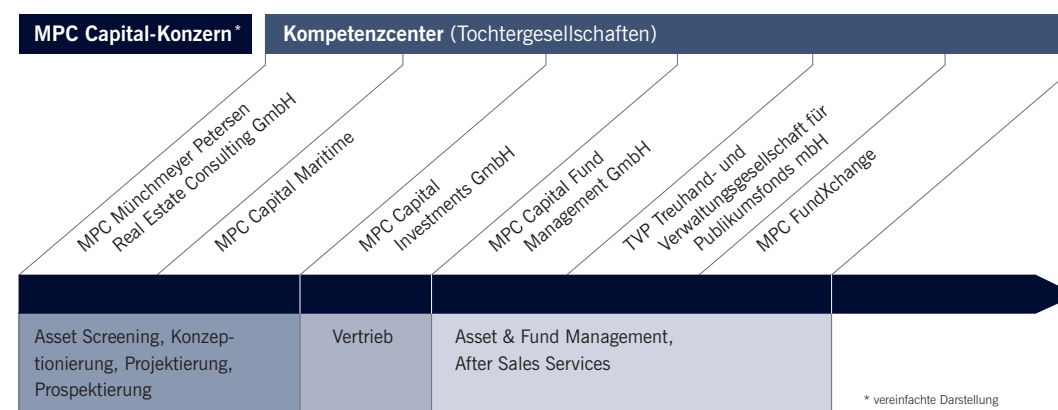 MPC Capital-Konzern*
Kompetenzcenter (Tochtergesellschaften)
MPC Münchmeyer Petersen
Real Estate Consulting GmbH
MPC Capital Maritime
MPC Capital
Investments GmbH
MPC Capital Fund
Management GmbH
TVP Treuhand- und
Verwaltungsgesellschaft für
Publikumsfonds mbH
MPC FundXchange
Asset Screening, Konzep-
tionierung, Projektierung,
Prospektierung
Vertrieb
Asset & Fund Management,
After Sales Services
* vereinfachte Darstellung